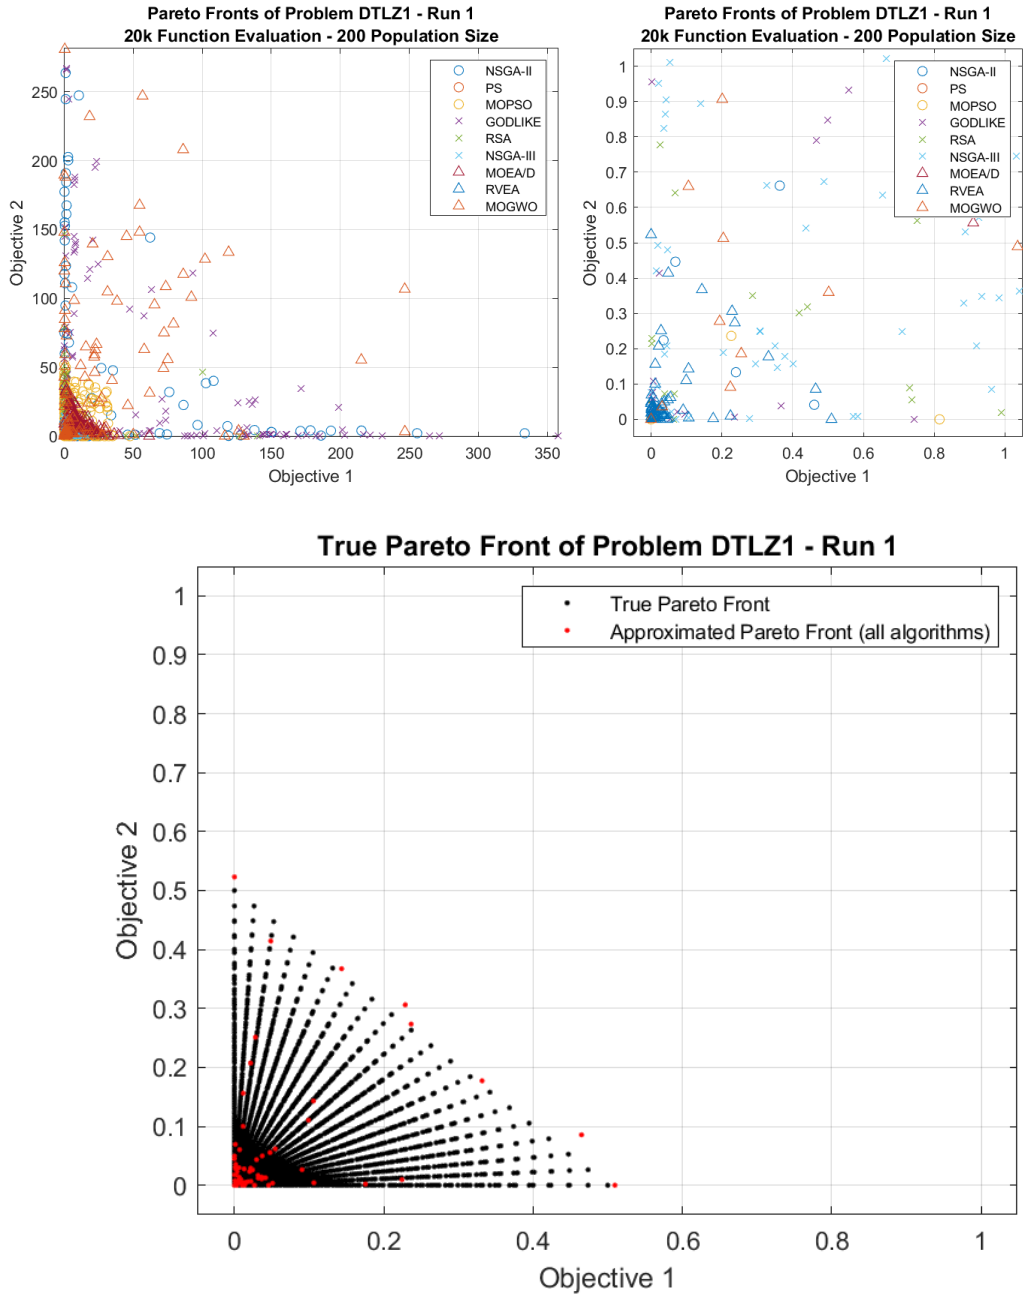 Pareto Fronts of Problem DTLZ1 - Run 1
20k Function Evaluation - 200 Population Size
Objective 2
250
200
150
100
50
0
0 50 100 150 200 250 300 350
Objective 1
NSGA-II
PS
MOPSO
GODLIKE
RSA
NSGA-III
MOEA/D
RVEA
MOGWO
Pareto Fronts of Problem DTLZ1 - Run 1
20k Function Evaluation - 200 Population Size
Objective 2
1
0.9
0.8
0.7
0.6
0.5
0.4
0.3
0.2
0.1
0
0 0.2 0.4 0.6 0.8 1
Objective 1
NSGA-II
PS
MOPSO
GODLIKE
RSA
NSGA-III
MOEA/D
RVEA
MOGWO
True Pareto Front of Problem DTLZ1 - Run 1
True Pareto Front
Approximated Pareto Front (all algorithms)
Objective 2
1
0.9
0.8
0.7
0.6
0.5
0.4
0.3
0.2
0.1
0
0 0.2 0.4 0.6 0.8 1
Objective 1